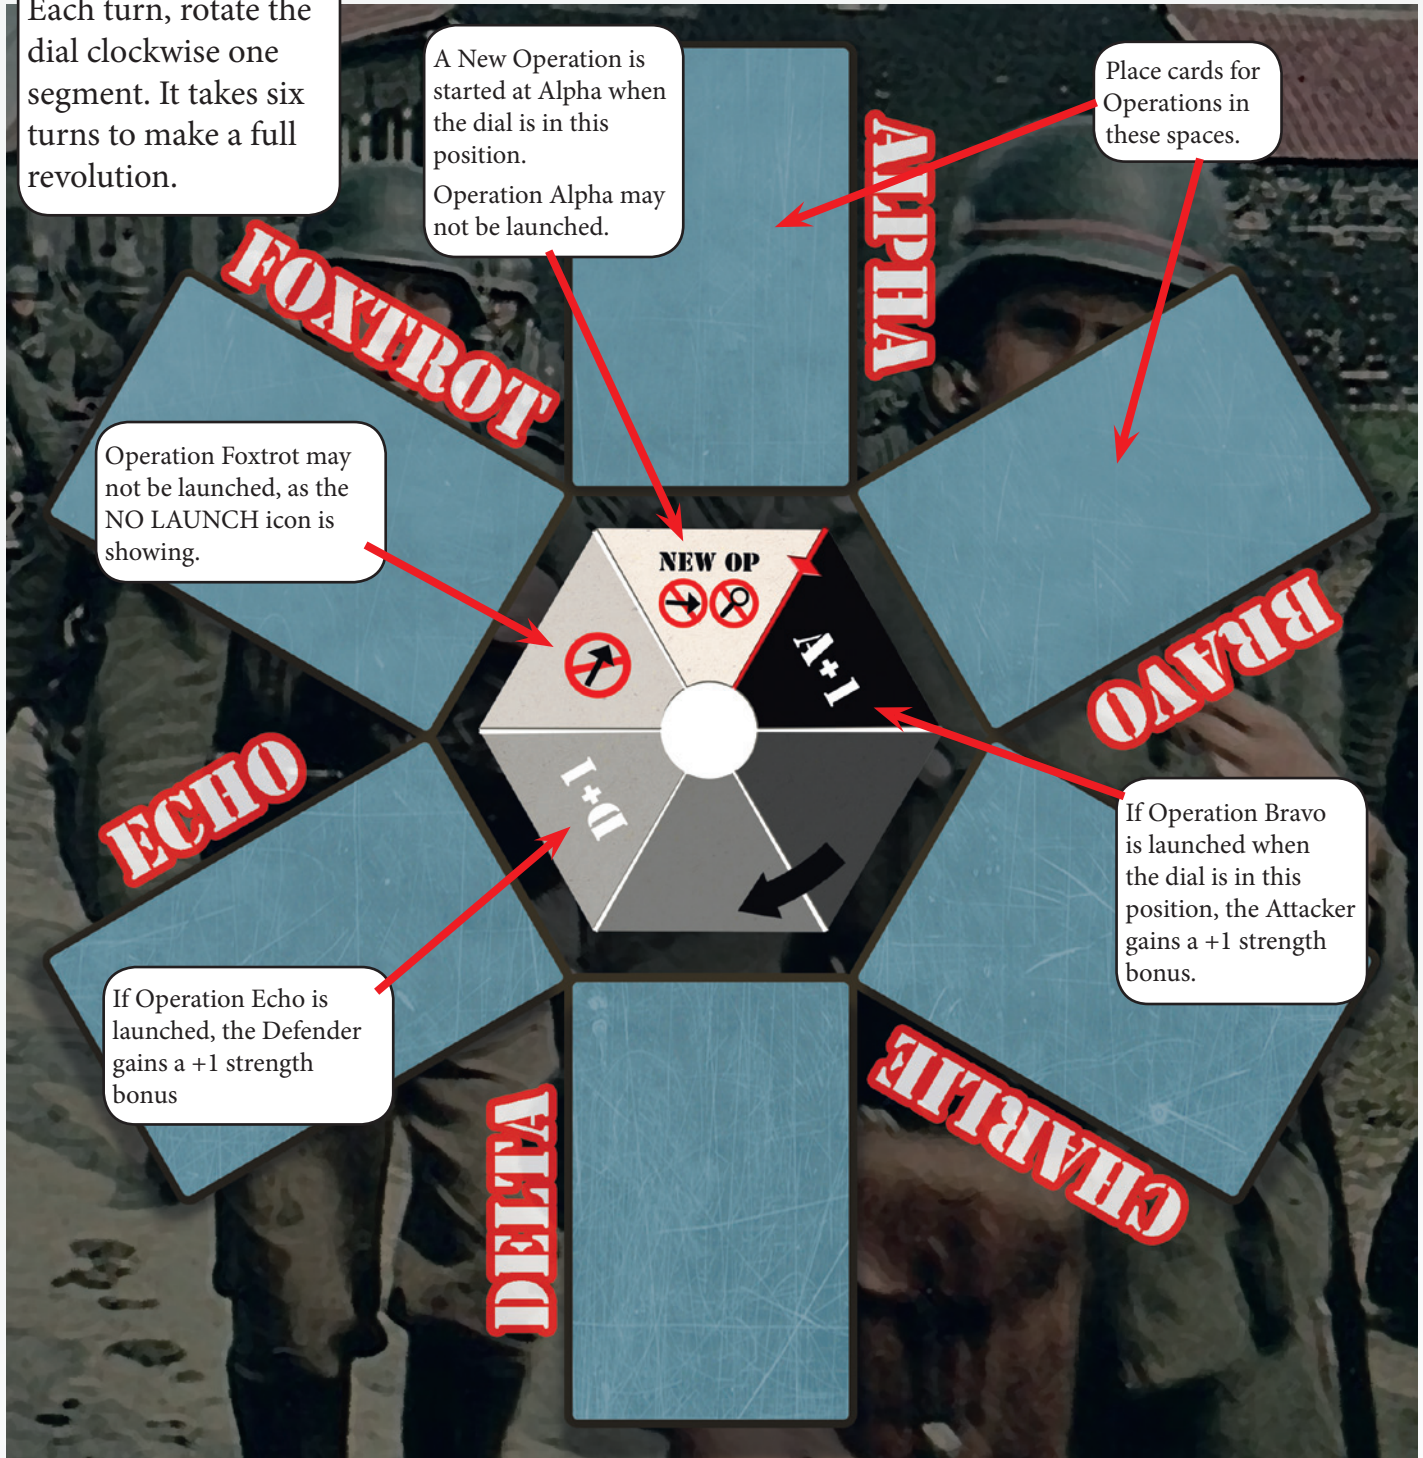 Each turn, rotate the
dial clockwise one
segment. It takes six
turns to make a full
revolution.
A New Operation is
started at Alpha when
the dial is in this
position.
Operation Alpha may
not be launched.
Place cards for
Operations in
these spaces.
ALPHA
FOXTROT
Operation Foxtrot may
not be launched, as the
NO LAUNCH icon is
showing.
NEW OP
A+1
D+1
BRAVO
ECHO
If Operation Bravo
is launched when
the dial is in this
position, the Attacker
gains a +1 strength
bonus.
If Operation Echo is
launched, the Defender
gains a +1 strength
bonus
CHARLIE
DELTA